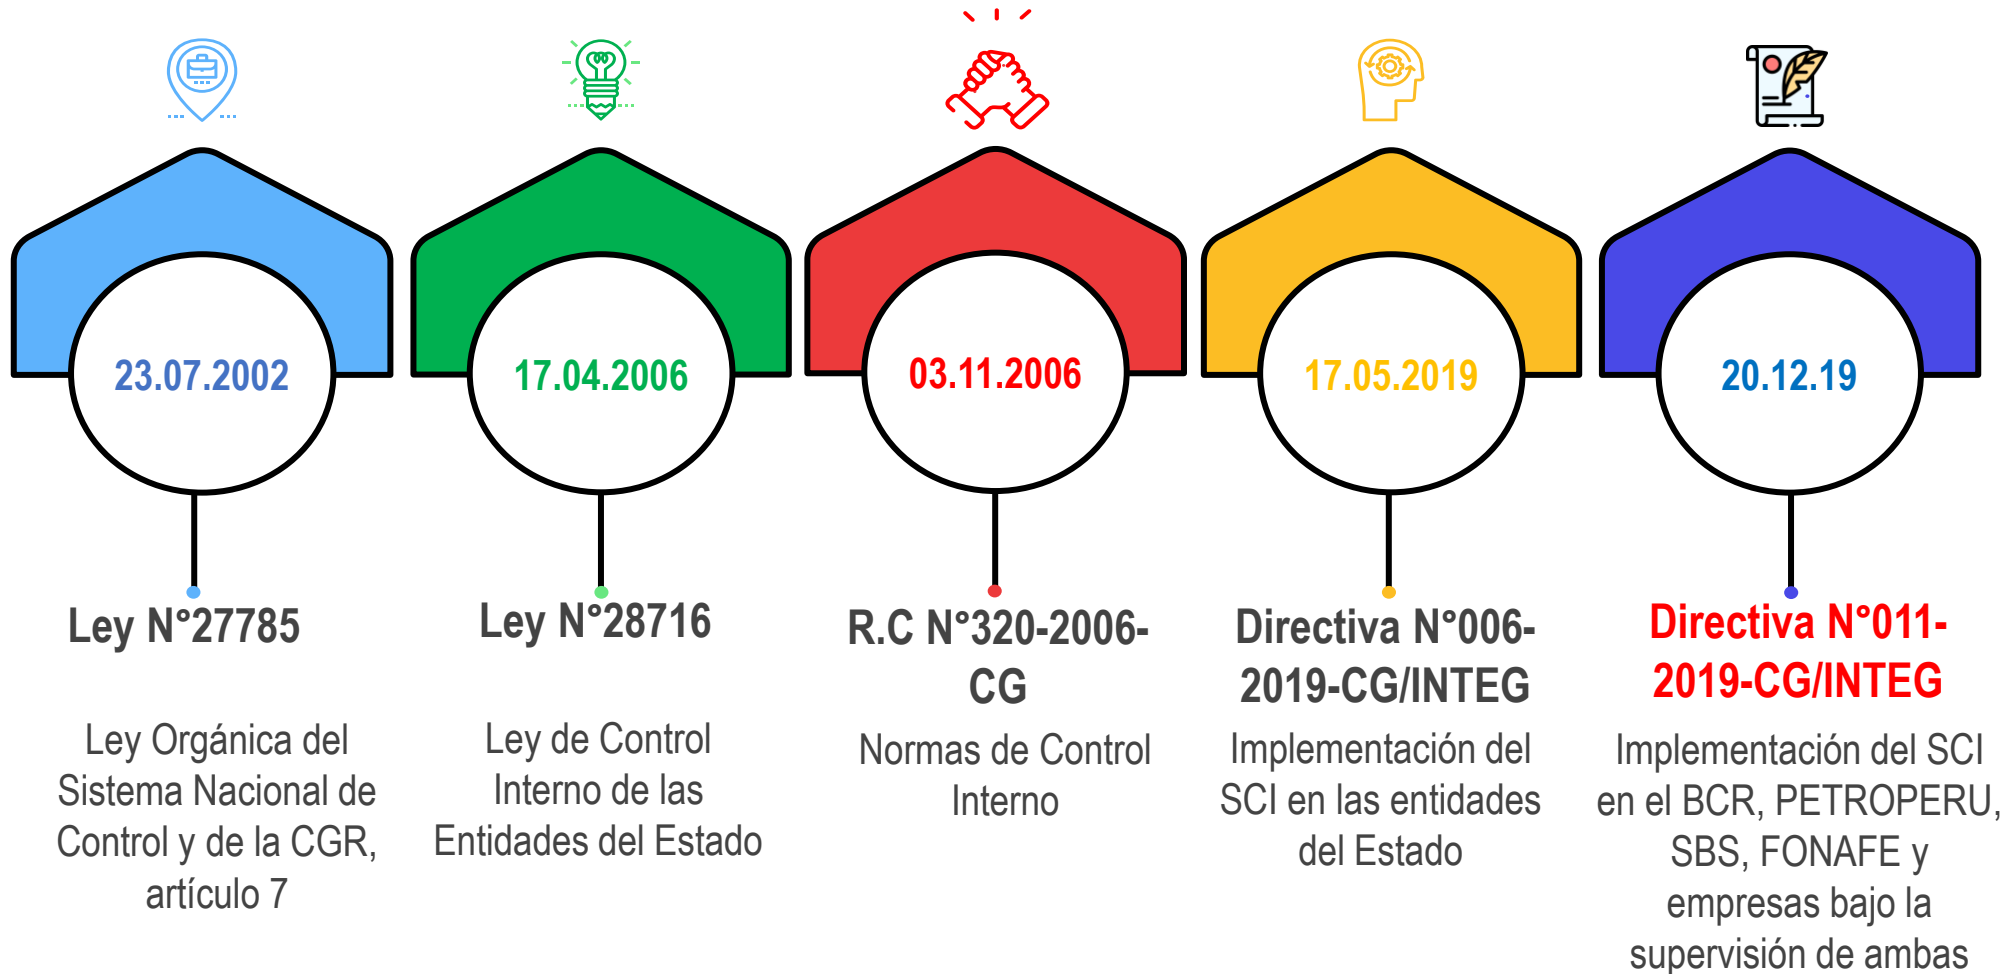 23.07.2002
17.04.2006
03.11.2006
17.05.2019
20.12.19
Ley N°27785
Ley Orgánica del
Sistema Nacional de
Control y de la CGR,
artículo 7
Ley N°28716
Ley de Control
Interno de las
Entidades del Estado
R.C N°320-2006-
CG
Normas de Control
Interno
Directiva N°006-
2019-CG/INTEG
Implementación del
SCI en las entidades
del Estado
Directiva N°011-
2019-CG/INTEG
Implementación del SCI
en el BCR, PETROPERU,
SBS, FONAFE y
empresas bajo la
supervisión de ambas